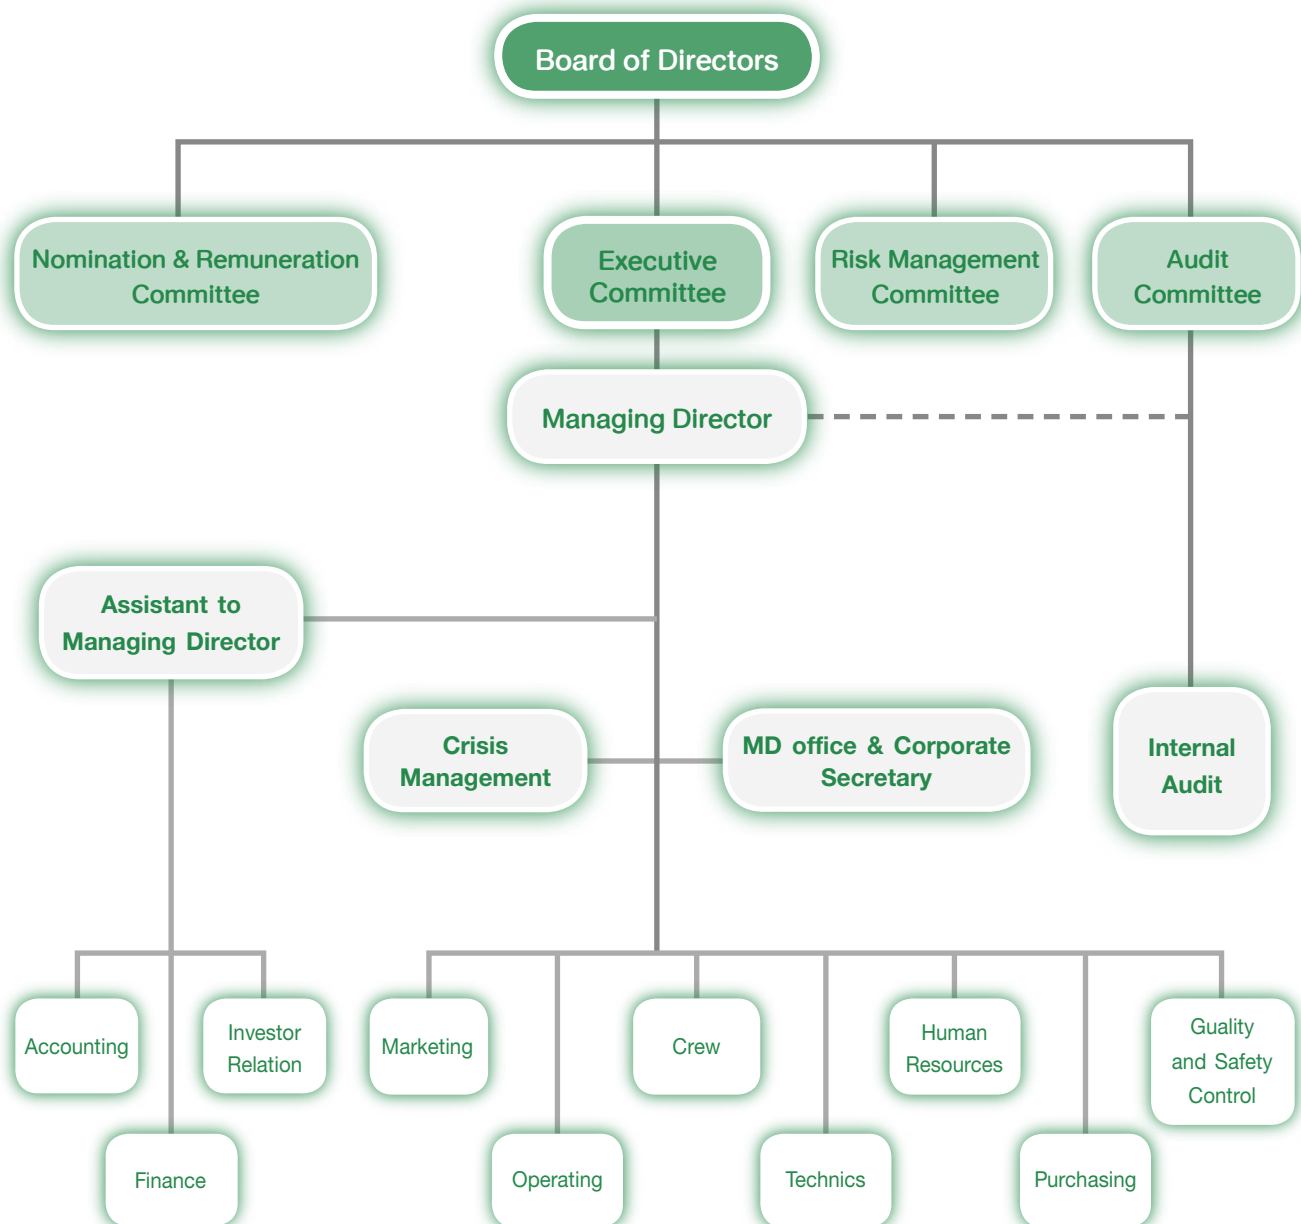 Board of Directors
Nomination & Remuneration
Committee
Executive
Committee
Risk Management
Committee
Audit
Committee
Managing Director
Assistant to
Managing Director
Crisis
Management
MD office & Corporate
Secretary
Internal
Audit
Accounting
Investor
Relation
Marketing
Crew
Human
Resources
Guality
and Safety
Control
Finance
Operating
Technics
Purchasing